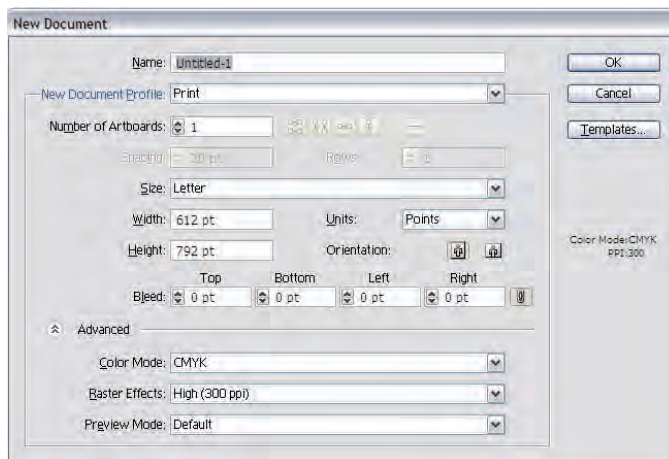 New Document
Name: Untitled-1
OK
New Document Profile: Print
Cancel
Number of Artboards: 1
Templates...
Spacing: 20 pt Rows: 1
Size: Letter
Width: 612 pt Units: Points
Color Mode:CMYK
PPI:300
Height: 792 pt Orientation:
Top Bottom Left Right
Bleed: 0 pt 0 pt 0 pt 0 pt
Advanced
Color Mode: CMYK
Raster Effects: High (300 ppi)
Preview Mode: Default